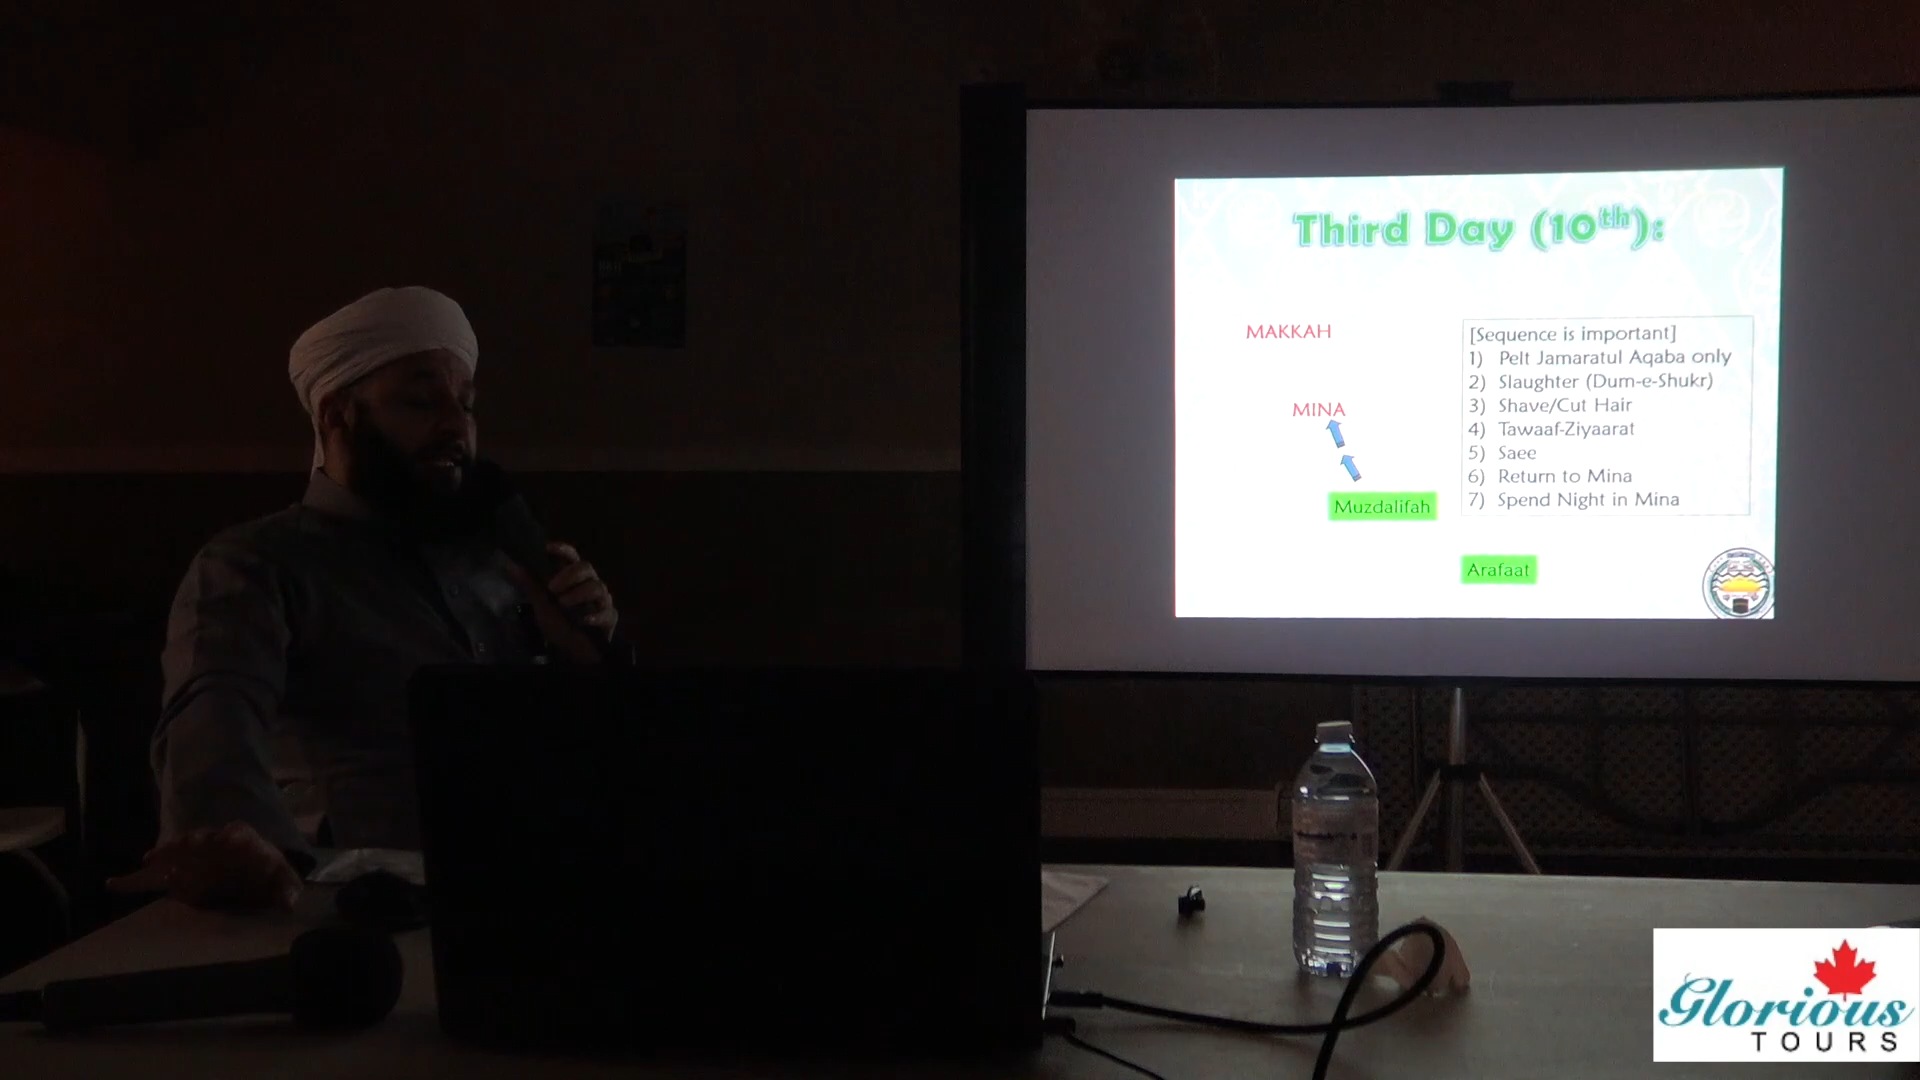 Third Day (10th):
MAKKAH
MINA
Muzdalifah
Arafaat
[Sequence is important]
1) Pelt Jamaratul Aqaba only
2) Slaughter (Dum-e-Shukr)
3) Shave/Cut Hair
4) Tawaaf-Ziyaarat
5) Saee
6) Return to Mina
7) Spend Night in Mina
Glorious
TOURS